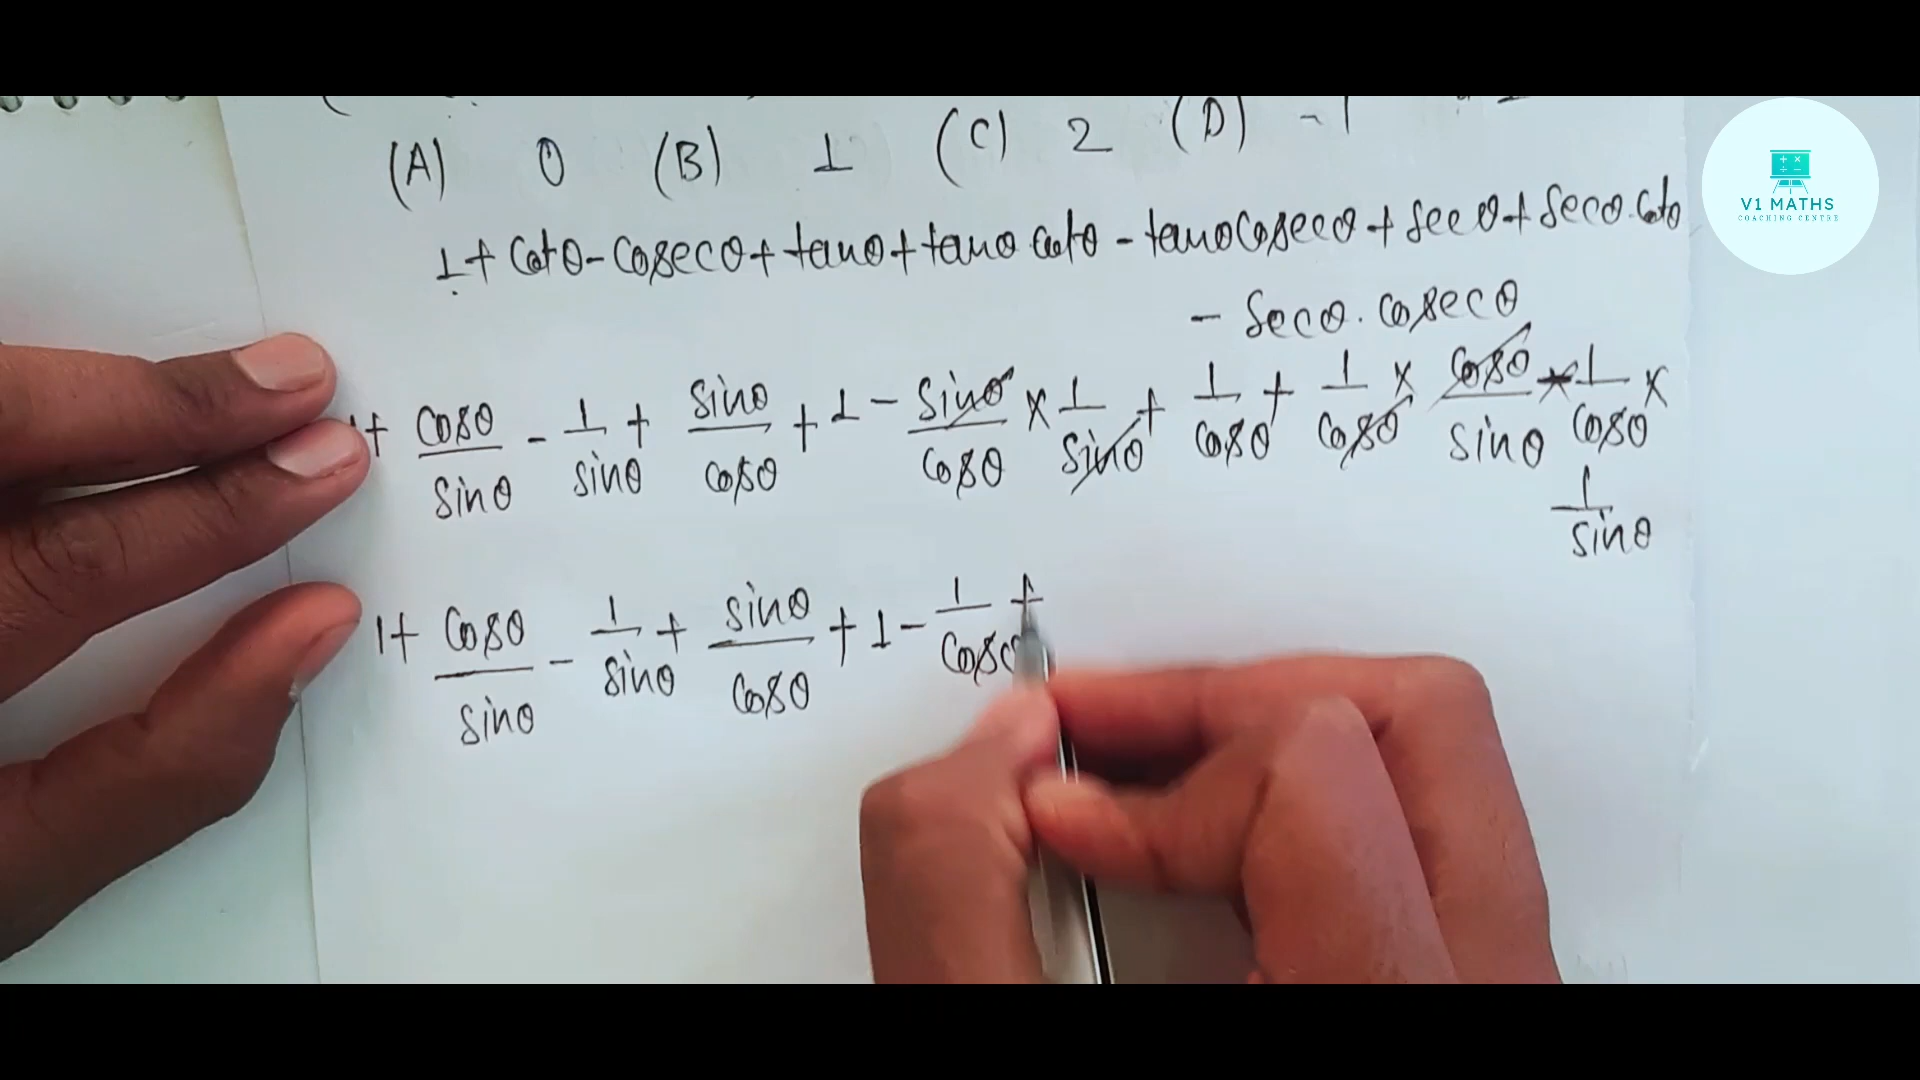 (A) 0 (B) 1 (C) 2 (D) -1
1 + cotθ - cosecθ + tanθ + tanθ cotθ - tanθ cosecθ + secθ + secθ.cotθ
- secθ.cosecθ
1+ cosθ/sinθ - 1/sinθ + sinθ/cosθ + 1 - sinθ/cosθ × 1/sinθ + 1/cosθ + 1/cosθ × cosθ/sinθ - 1/cosθ ×
1/sinθ
1+ cosθ/sinθ - 1/sinθ + sinθ/cosθ + 1 - 1/cosθ +
V1 MATHS
COACHING CENTRE